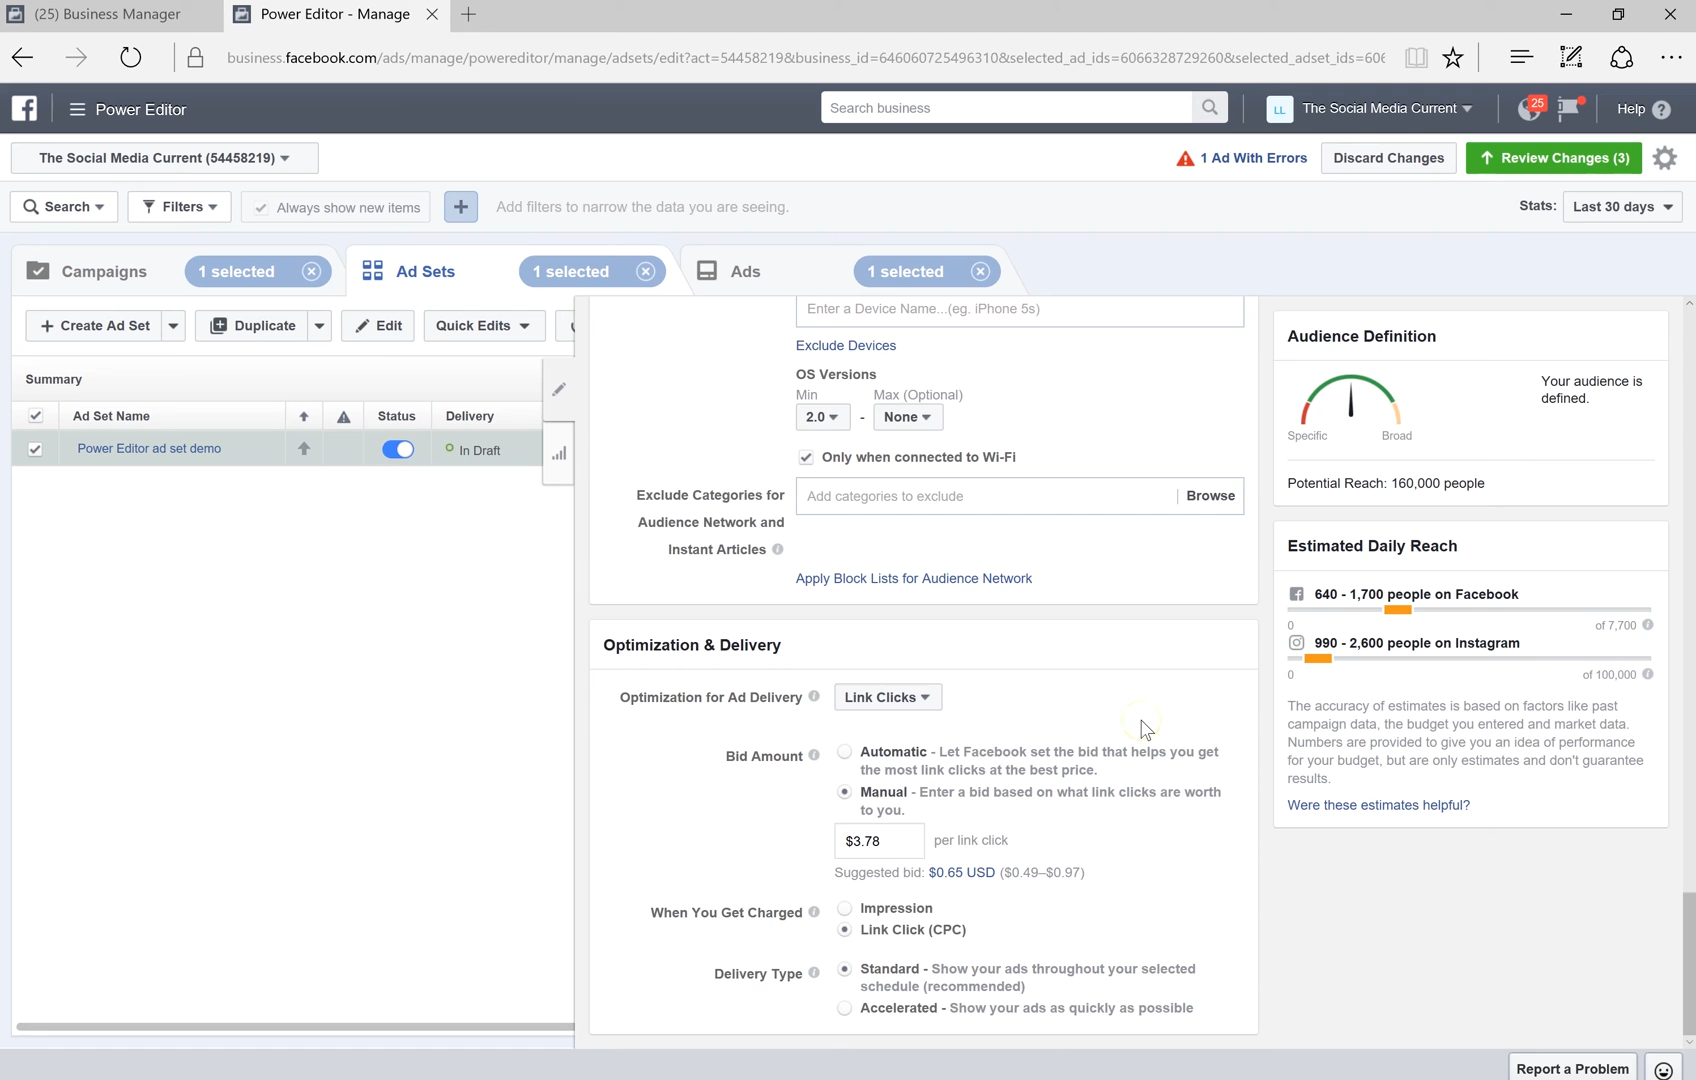 (25) Business Manager
Power Editor - Manage
business.facebook.com/ads/manage/powereditor/manage/adsets/edit?act=54458219&business_id=646060725496310&selected_ad_ids=6066328729260&selected_adset_ids=606
Power Editor
Search business
LL
The Social Media Current
25
Help
The Social Media Current (54458219)
1 Ad With Errors
Discard Changes
Review Changes (3)
Search
Filters
Always show new items
+
Add filters to narrow the data you are seeing.
Stats:
Last 30 days
Campaigns
1 selected
Ad Sets
1 selected
Ads
1 selected
+ Create Ad Set
Duplicate
Edit
Quick Edits
Summary
Ad Set Name
Status
Delivery
Power Editor ad set demo
In Draft
Enter a Device Name...(eg. iPhone 5s)
Exclude Devices
OS Versions
Min
Max (Optional)
2.0
-
None
Only when connected to Wi-Fi
Exclude Categories for
Audience Network and
Instant Articles
Add categories to exclude
Browse
Apply Block Lists for Audience Network
Optimization & Delivery
Optimization for Ad Delivery
Link Clicks
Bid Amount
Automatic - Let Facebook set the bid that helps you get
the most link clicks at the best price.
Manual - Enter a bid based on what link clicks are worth
to you.
$3.78
per link click
Suggested bid: $0.65 USD ($0.49–$0.97)
When You Get Charged
Impression
Link Click (CPC)
Delivery Type
Standard - Show your ads throughout your selected
schedule (recommended)
Accelerated - Show your ads as quickly as possible
Audience Definition
Your audience is
defined.
Specific
Broad
Potential Reach: 160,000 people
Estimated Daily Reach
640 - 1,700 people on Facebook
0
of 7,700
990 - 2,600 people on Instagram
0
of 100,000
The accuracy of estimates is based on factors like past
campaign data, the budget you entered and market data.
Numbers are provided to give you an idea of performance
for your budget, but are only estimates and don't guarantee
results.
Were these estimates helpful?
Report a Problem